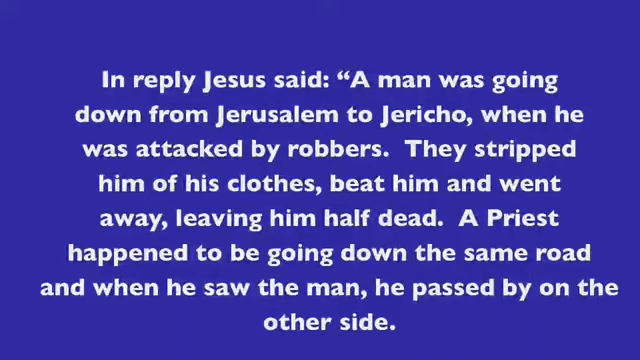 In reply Jesus said: “A man was going
down from Jerusalem to Jericho, when he
was attacked by robbers.  They stripped
him of his clothes, beat him and went
away, leaving him half dead.  A Priest
happened to be going down the same road
and when he saw the man, he passed by on the
other side.